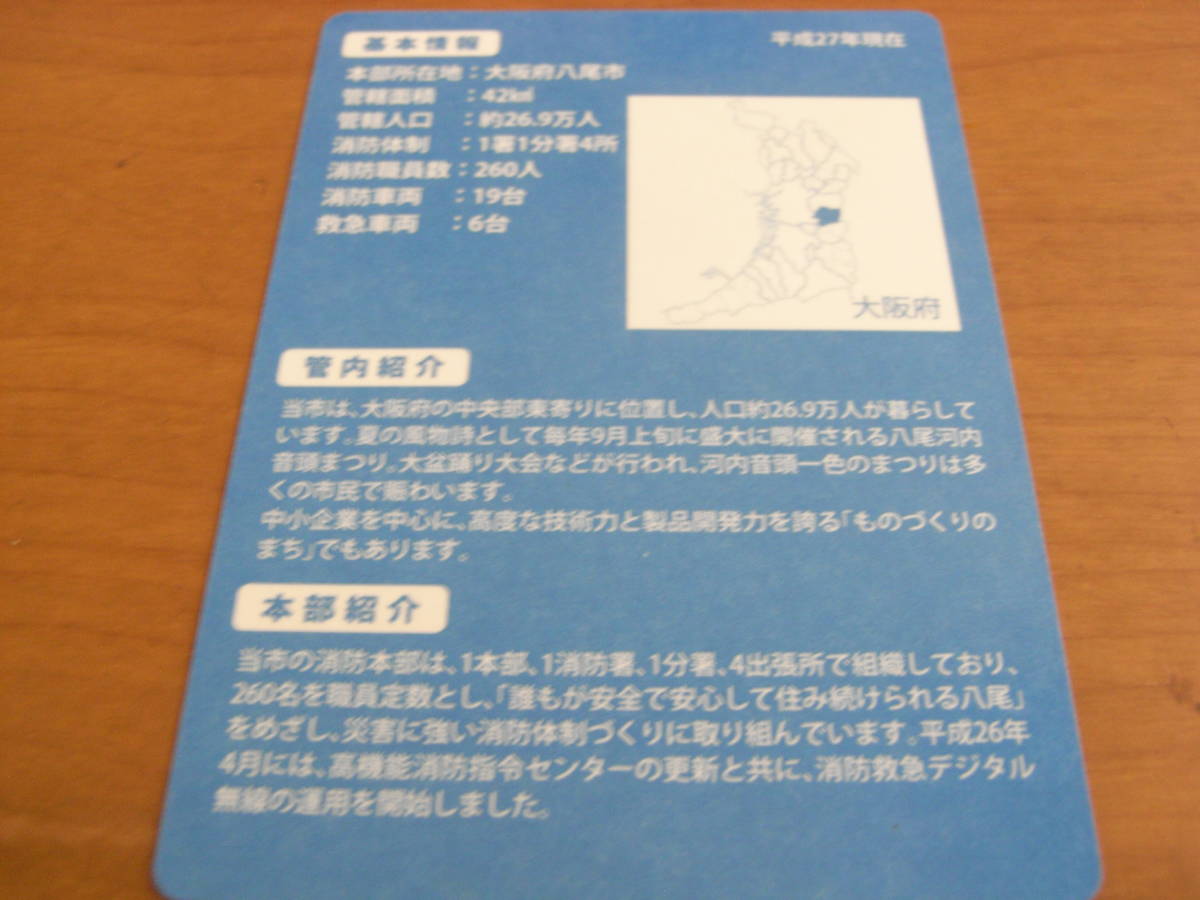 基本情報
平成27年現在
本部所在地:大阪府八尾市
管轄面積 :42㎢
管轄人口 :約26.9万人
消防体制 :1署1分署4所
消防職員数:260人
消防車両 :19台
救急車両 :6台
大阪府
管内紹介
当市は、大阪府の中央部東寄りに位置し、人口約26.9万人が暮らして
います。夏の風物詩として毎年9月上旬に盛大に開催される八尾河内
音頭まつり。大盆踊り大会などが行われ、河内音頭一色のまつりは多
くの市民で賑わいます。
中小企業を中心に、高度な技術力と製品開発力を誇る「ものづくりの
まち」でもあります。
本部紹介
当市の消防本部は、1本部、1消防署、1分署、4出張所で組織しており、
260名を職員定数とし、「誰もが安全で安心して住み続けられる八尾」
をめざし、災害に強い消防体制づくりに取り組んでいます。平成26年
4月には、高機能消防指令センターの更新と共に、消防救急デジタル
無線の運用を開始しました。